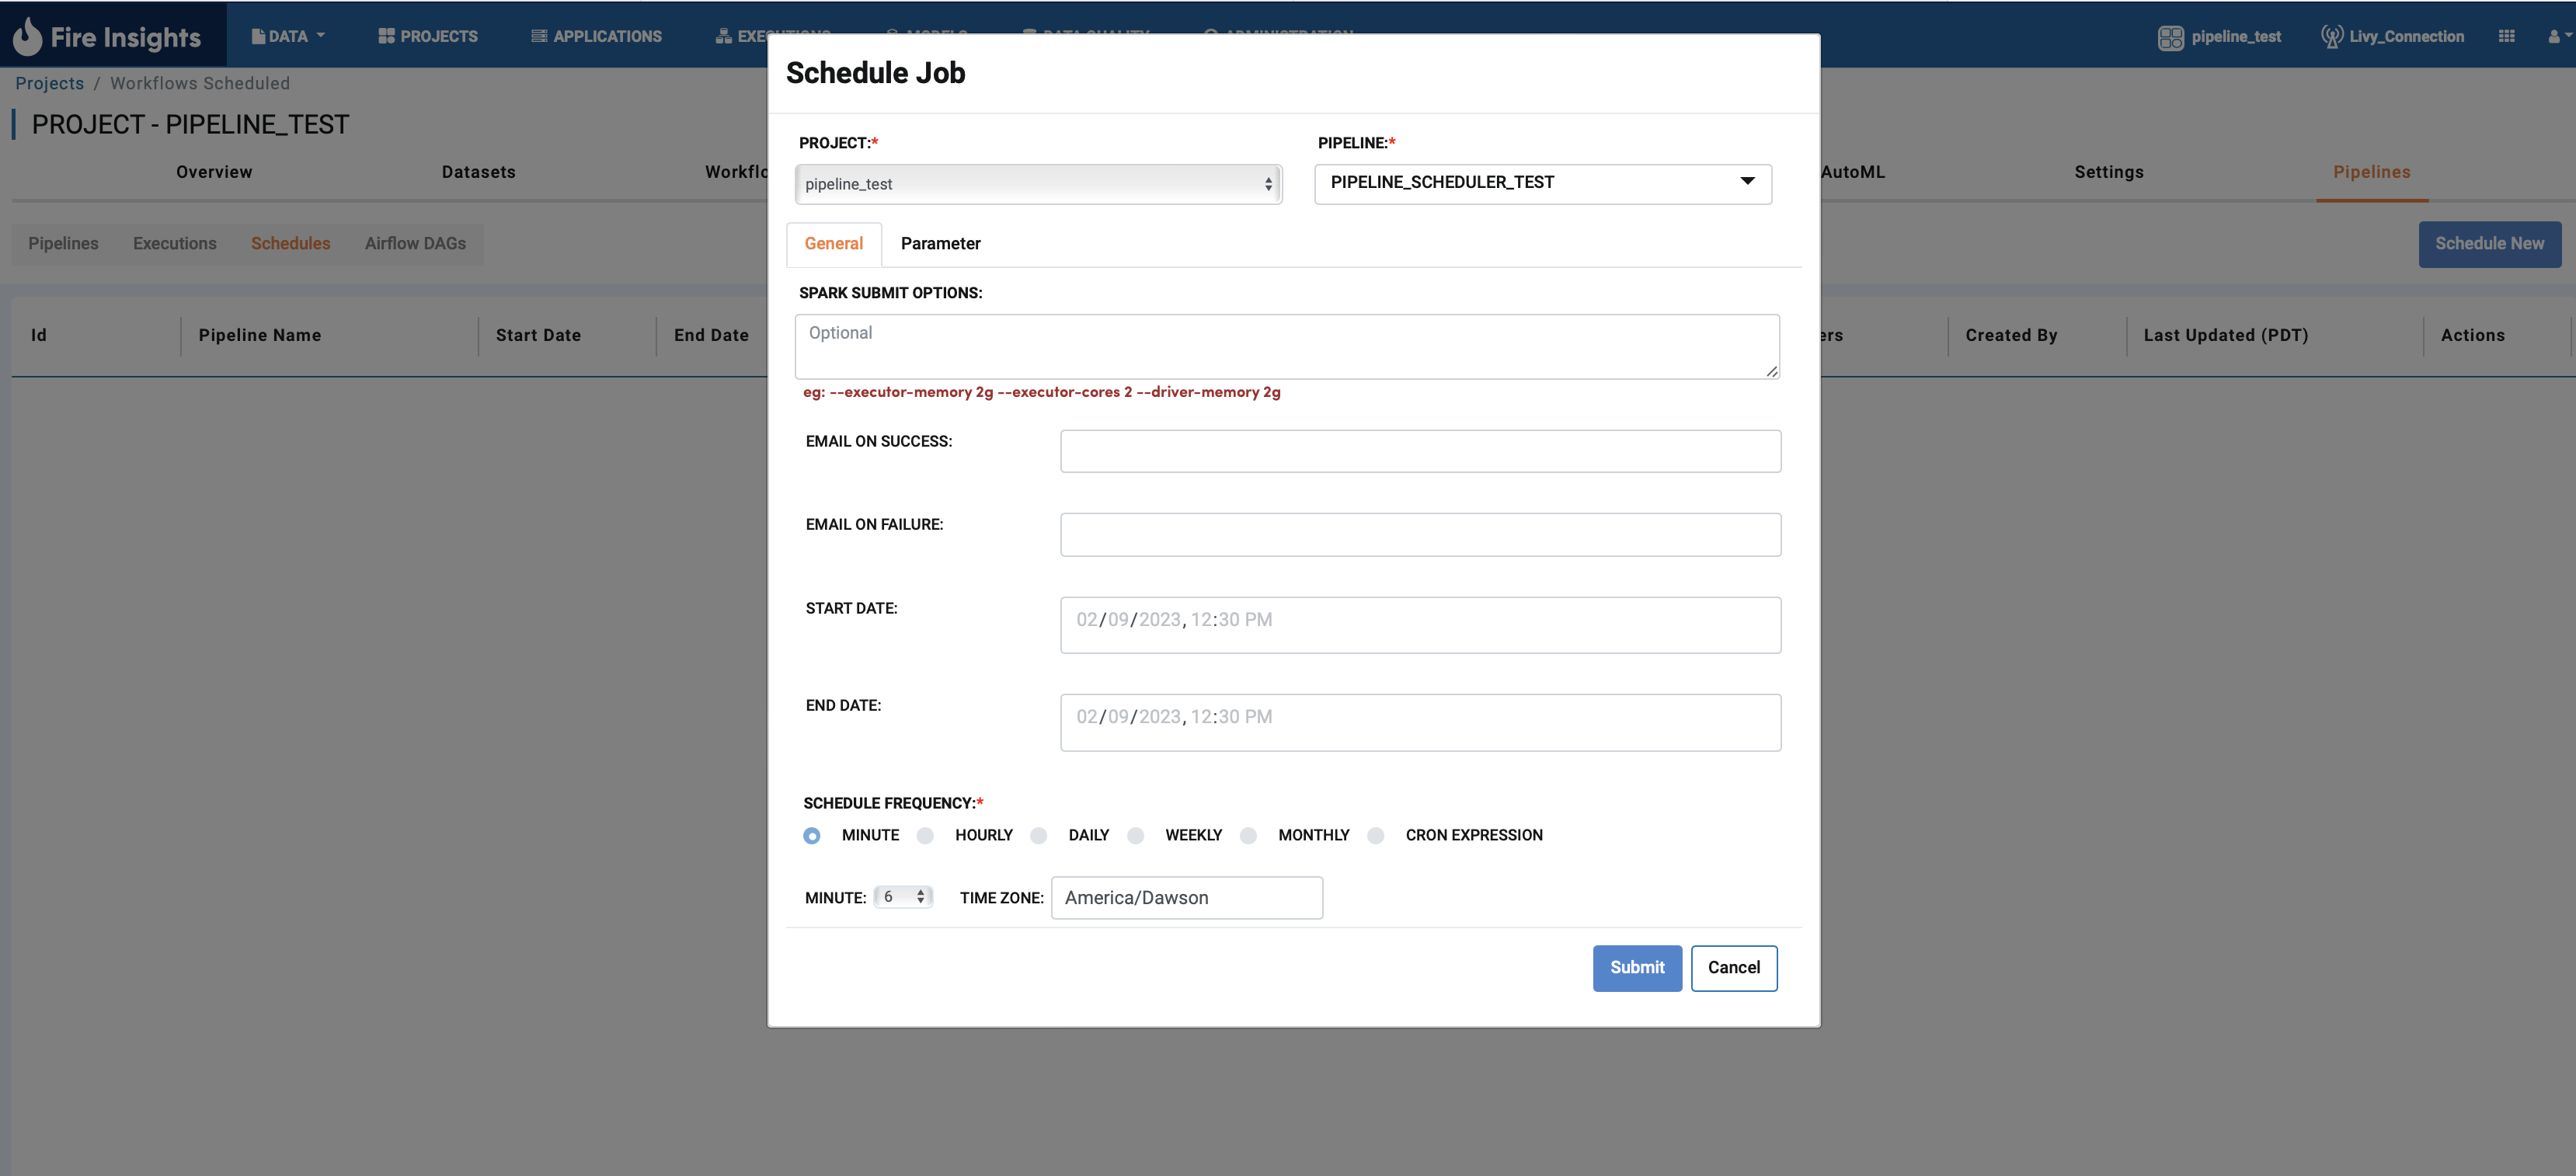 Fire Insights
DATA
PROJECTS
APPLICATIONS
EXECUTIONS
MODELS
DATA QUALITY
ADMINISTRATION
pipeline_test
Livy_Connection
Projects / Workflows Scheduled
PROJECT - PIPELINE_TEST
Overview
Datasets
Workflo
AutoML
Settings
Pipelines
Pipelines
Executions
Schedules
Airflow DAGs
Schedule New
Id
Pipeline Name
Start Date
End Date
ers
Created By
Last Updated (PDT)
Actions
Schedule Job
PROJECT:*
PIPELINE:*
pipeline_test
PIPELINE_SCHEDULER_TEST
General
Parameter
SPARK SUBMIT OPTIONS:
Optional
eg: --executor-memory 2g --executor-cores 2 --driver-memory 2g
EMAIL ON SUCCESS:
EMAIL ON FAILURE:
START DATE:
02/09/2023, 12:30 PM
END DATE:
02/09/2023, 12:30 PM
SCHEDULE FREQUENCY:*
MINUTE
HOURLY
DAILY
WEEKLY
MONTHLY
CRON EXPRESSION
MINUTE: 6
TIME ZONE: America/Dawson
Submit
Cancel